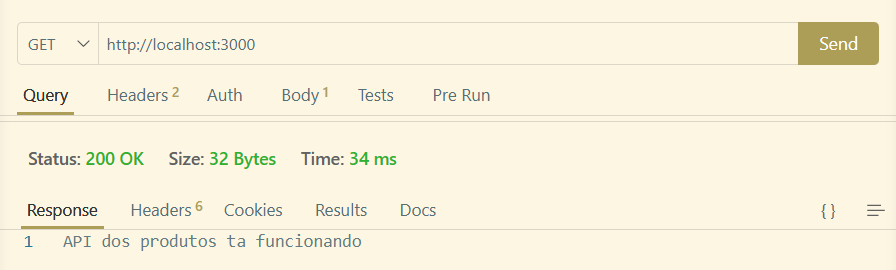 GET http://localhost:3000 Send
Query Headers 2 Auth Body 1 Tests Pre Run
Status: 200 OK Size: 32 Bytes Time: 34 ms
Response Headers 6 Cookies Results Docs { }
1 API dos produtos ta funcionando